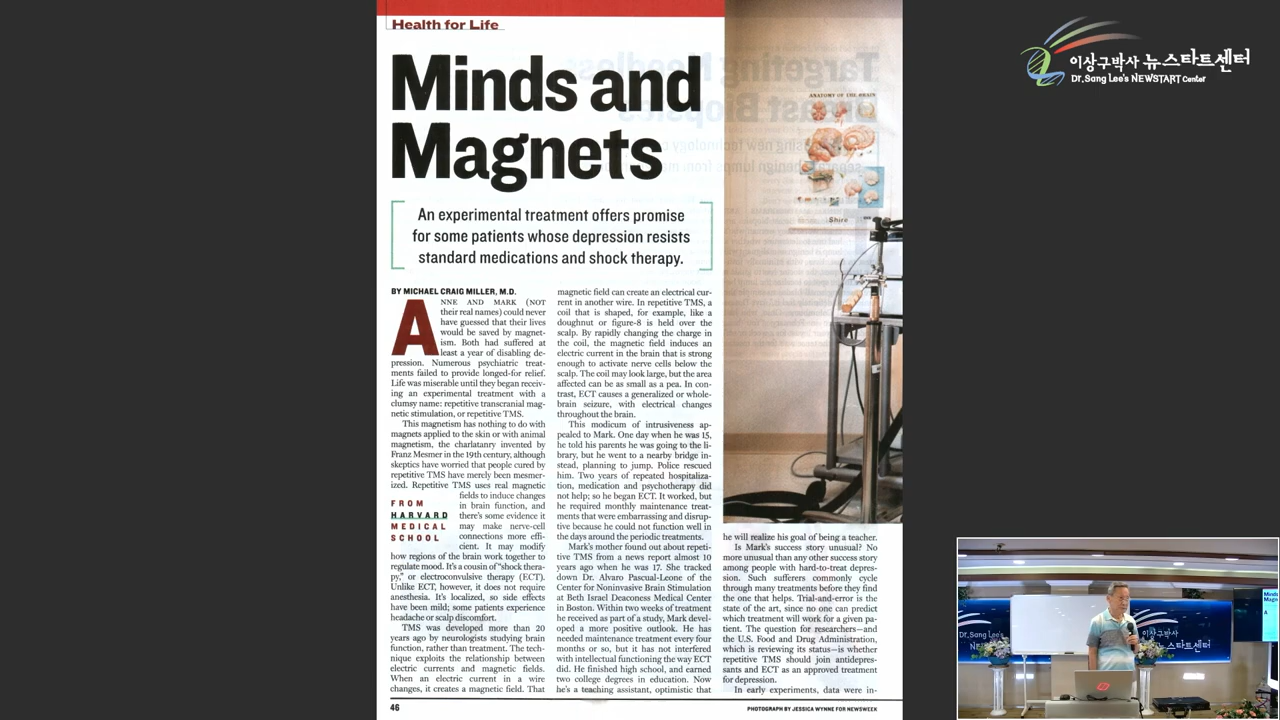 Health for Life
Minds and
Magnets
An experimental treatment offers promise
for some patients whose depression resists
standard medications and shock therapy.
BY MICHAEL CRAIG MILLER, M.D.
ANNE AND MARK (NOT
their real names) could never
have guessed that their lives
would be saved by magnet-
ism. Both had suffered at
least a year of disabling de-
pression. Numerous psychiatric treat-
ments failed to provide longed-for relief.
Life was miserable until they began receiv-
ing an experimental treatment with a
clumsy name: repetitive transcranial mag-
netic stimulation, or repetitive TMS.
This magnetism has nothing to do with
magnets applied to the skin or with animal
magnetism, the charlatanry invented by
Franz Mesmer in the 19th century, although
skeptics have worried that people cured by
repetitive TMS have merely been mesmer-
ized. Repetitive TMS uses real magnetic
fields to induce changes
in brain function, and
there's some evidence it
may make nerve-cell
connections more effi-
cient. It may modify
FROM
HARVARD
MEDICAL
SCHOOL
how regions of the brain work together to
regulate mood. It's a cousin of "shock thera-
py," or electroconvulsive therapy (ECT).
Unlike ECT, however, it does not require
anesthesia. It's localized, so side effects
have been mild; some patients experience
headache or scalp discomfort.
TMS was developed more than 20
years ago by neurologists studying brain
function, rather than treatment. The tech-
nique exploits the relationship between
electric currents and magnetic fields.
When an electric current in a wire
changes, it creates a magnetic field. That
magnetic field can create an electrical cur-
rent in another wire. In repetitive TMS, a
coil that is shaped, for example, like a
doughnut or figure-8 is held over the
scalp. By rapidly changing the charge in
the coil, the magnetic field induces an
electric current in the brain that is strong
enough to activate nerve cells below the
scalp. The coil may look large, but the area
affected can be as small as a pea. In con-
trast, ECT causes a generalized or whole-
brain seizure, with electrical changes
throughout the brain.
This modicum of intrusiveness ap-
pealed to Mark. One day when he was 15,
he told his parents he was going to the li-
brary, but he went to a nearby bridge in-
stead, planning to jump. Police rescued
him. Two years of repeated hospitaliza-
tion, medication and psychotherapy did
not help; so he began ECT. It worked, but
he required monthly maintenance treat-
ments that were embarrassing and disrup-
tive because he could not function well in
the days around the periodic treatments.
Mark's mother found out about repeti-
tive TMS from a news report almost 10
years ago when he was 17. She tracked
down Dr. Alvaro Pascual-Leone of the
Center for Noninvasive Brain Stimulation
at Beth Israel Deaconess Medical Center
in Boston. Within two weeks of treatment
he received as part of a study, Mark devel-
oped a more positive outlook. He has
needed maintenance treatment every four
months or so, but it has not interfered
with intellectual functioning the way ECT
did. He finished high school, and earned
two college degrees in education. Now
he's a teaching assistant, optimistic that
ANATOMY OF THE BRAIN
Shire
he will realize his goal of being a teacher.
Is Mark's success story unusual? No
more unusual than any other success story
among people with hard-to-treat depres-
sion. Such sufferers commonly cycle
through many treatments before they find
the one that helps. Trial-and-error is the
state of the art, since no one can predict
which treatment will work for a given pa-
tient. The question for researchers—and
the U.S. Food and Drug Administration,
which is reviewing its status—is whether
repetitive TMS should join antidepres-
sants and ECT as an approved treatment
for depression.
In early experiments, data were in-
46
PHOTOGRAPH BY JESSICA WYNNE FOR NEWSWEEK
이상구박사 뉴스타트센터
Dr. Sang Lee's NEWSTART Center
Dr. Sang Lee's
이상구박사
뉴스타트센터